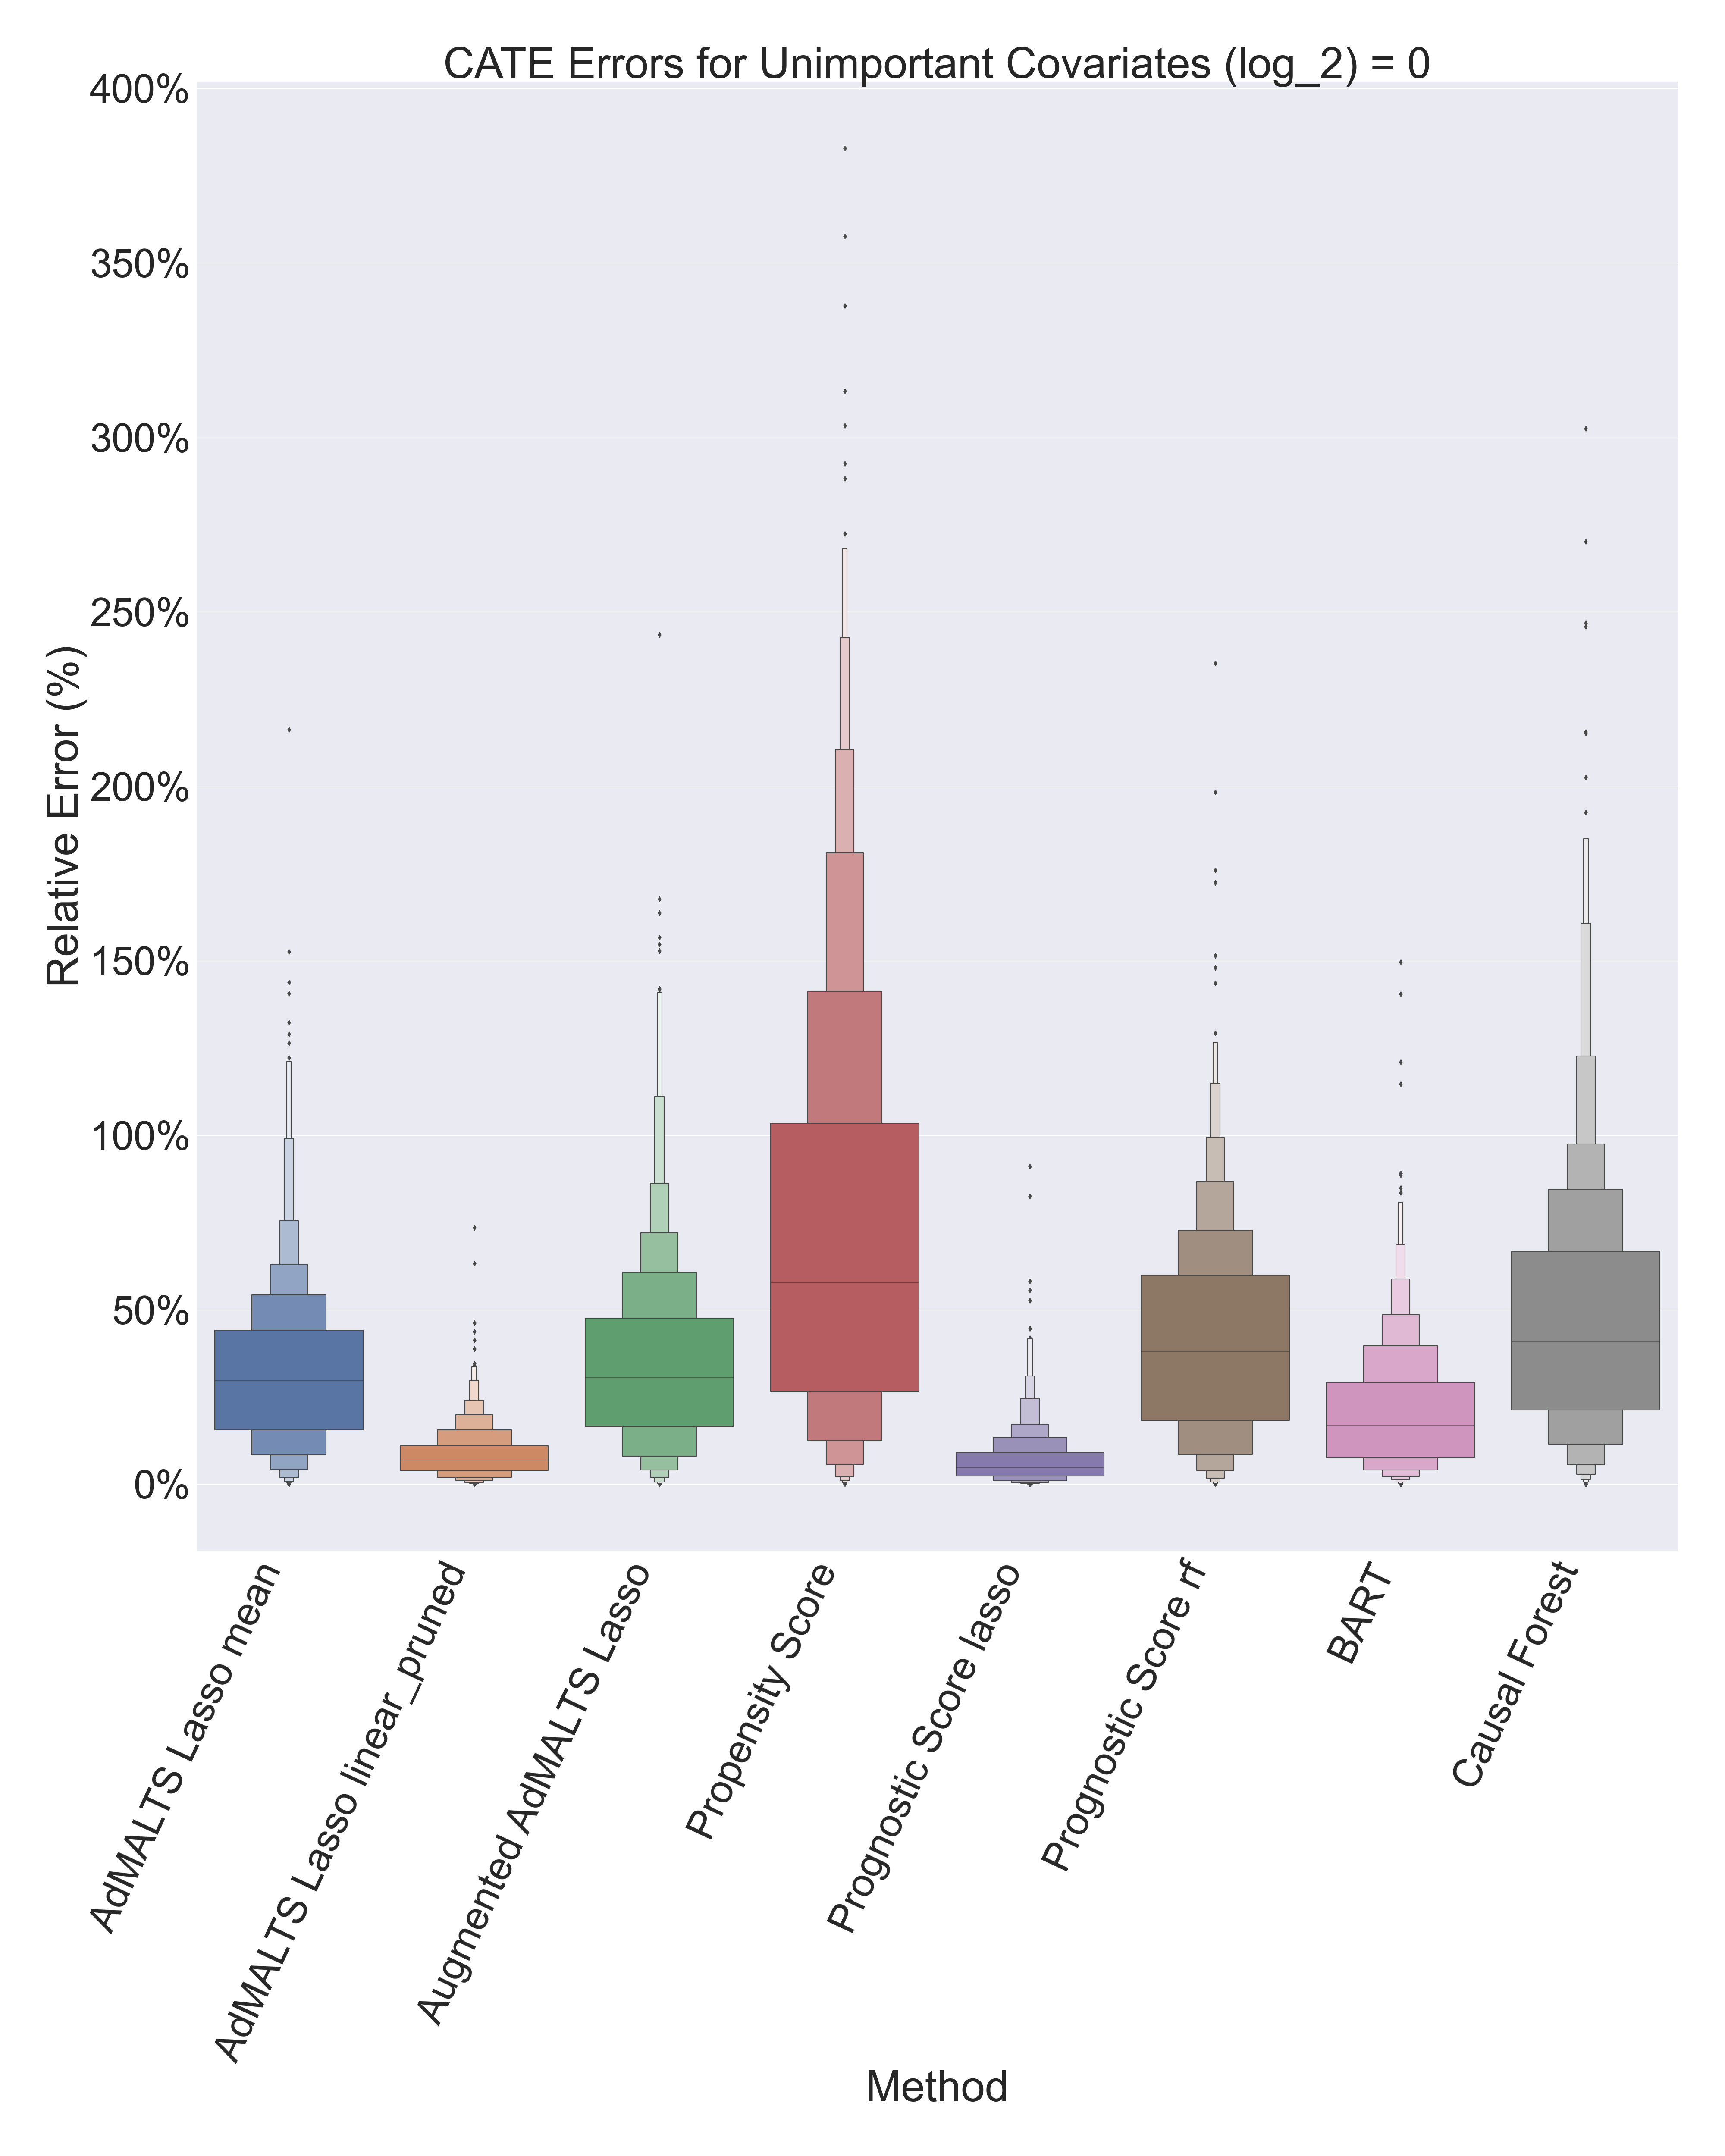 CATE Errors for Unimportant Covariates (log_2) = 0
400%
350%
300%
250%
200%
150%
100%
50%
0%
Relative Error (%)
AdMALTS Lasso mean
AdMALTS Lasso linear_pruned
Augmented AdMALTS Lasso
Propensity Score
Prognostic Score lasso
Prognostic Score rf
BART
Causal Forest
Method